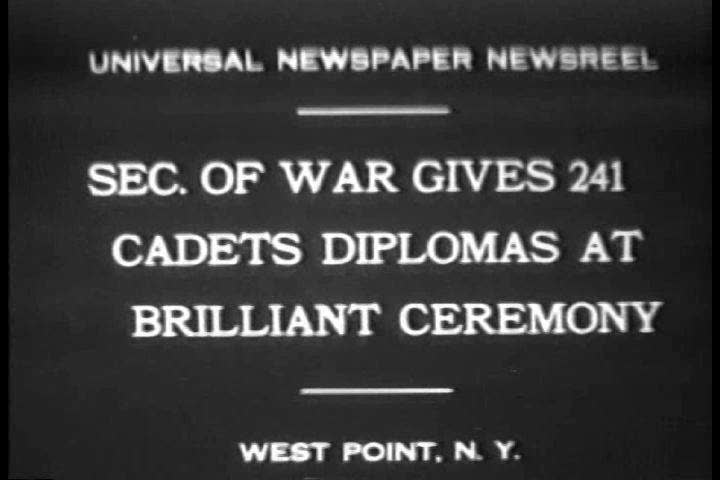 UNIVERSAL NEWSPAPER NEWSREEL
SEC. OF WAR GIVES 241
CADETS DIPLOMAS AT
BRILLIANT CEREMONY
WEST POINT, N. Y.